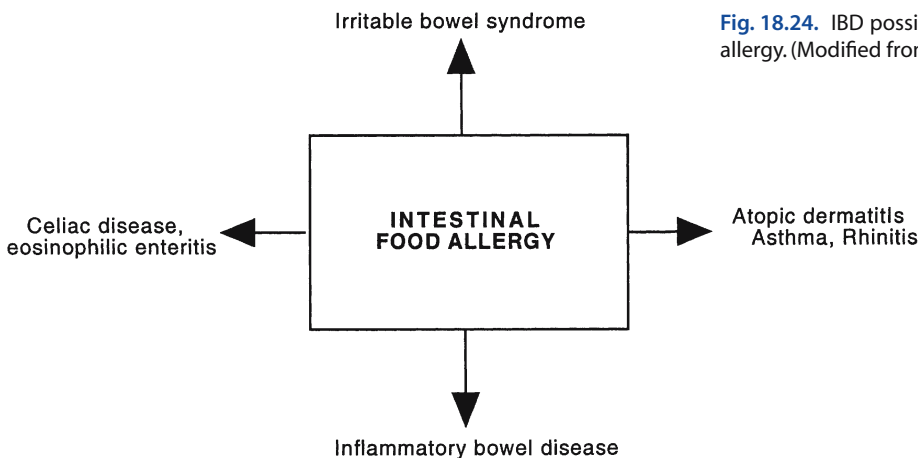 Irritable bowel syndrome
Fig. 18.24. IBD possi
allergy. (Modified from
INTESTINAL
FOOD ALLERGY
Celiac disease,
eosinophilic enteritis
Atopic dermatitis
Asthma, Rhinitis
Inflammatory bowel disease